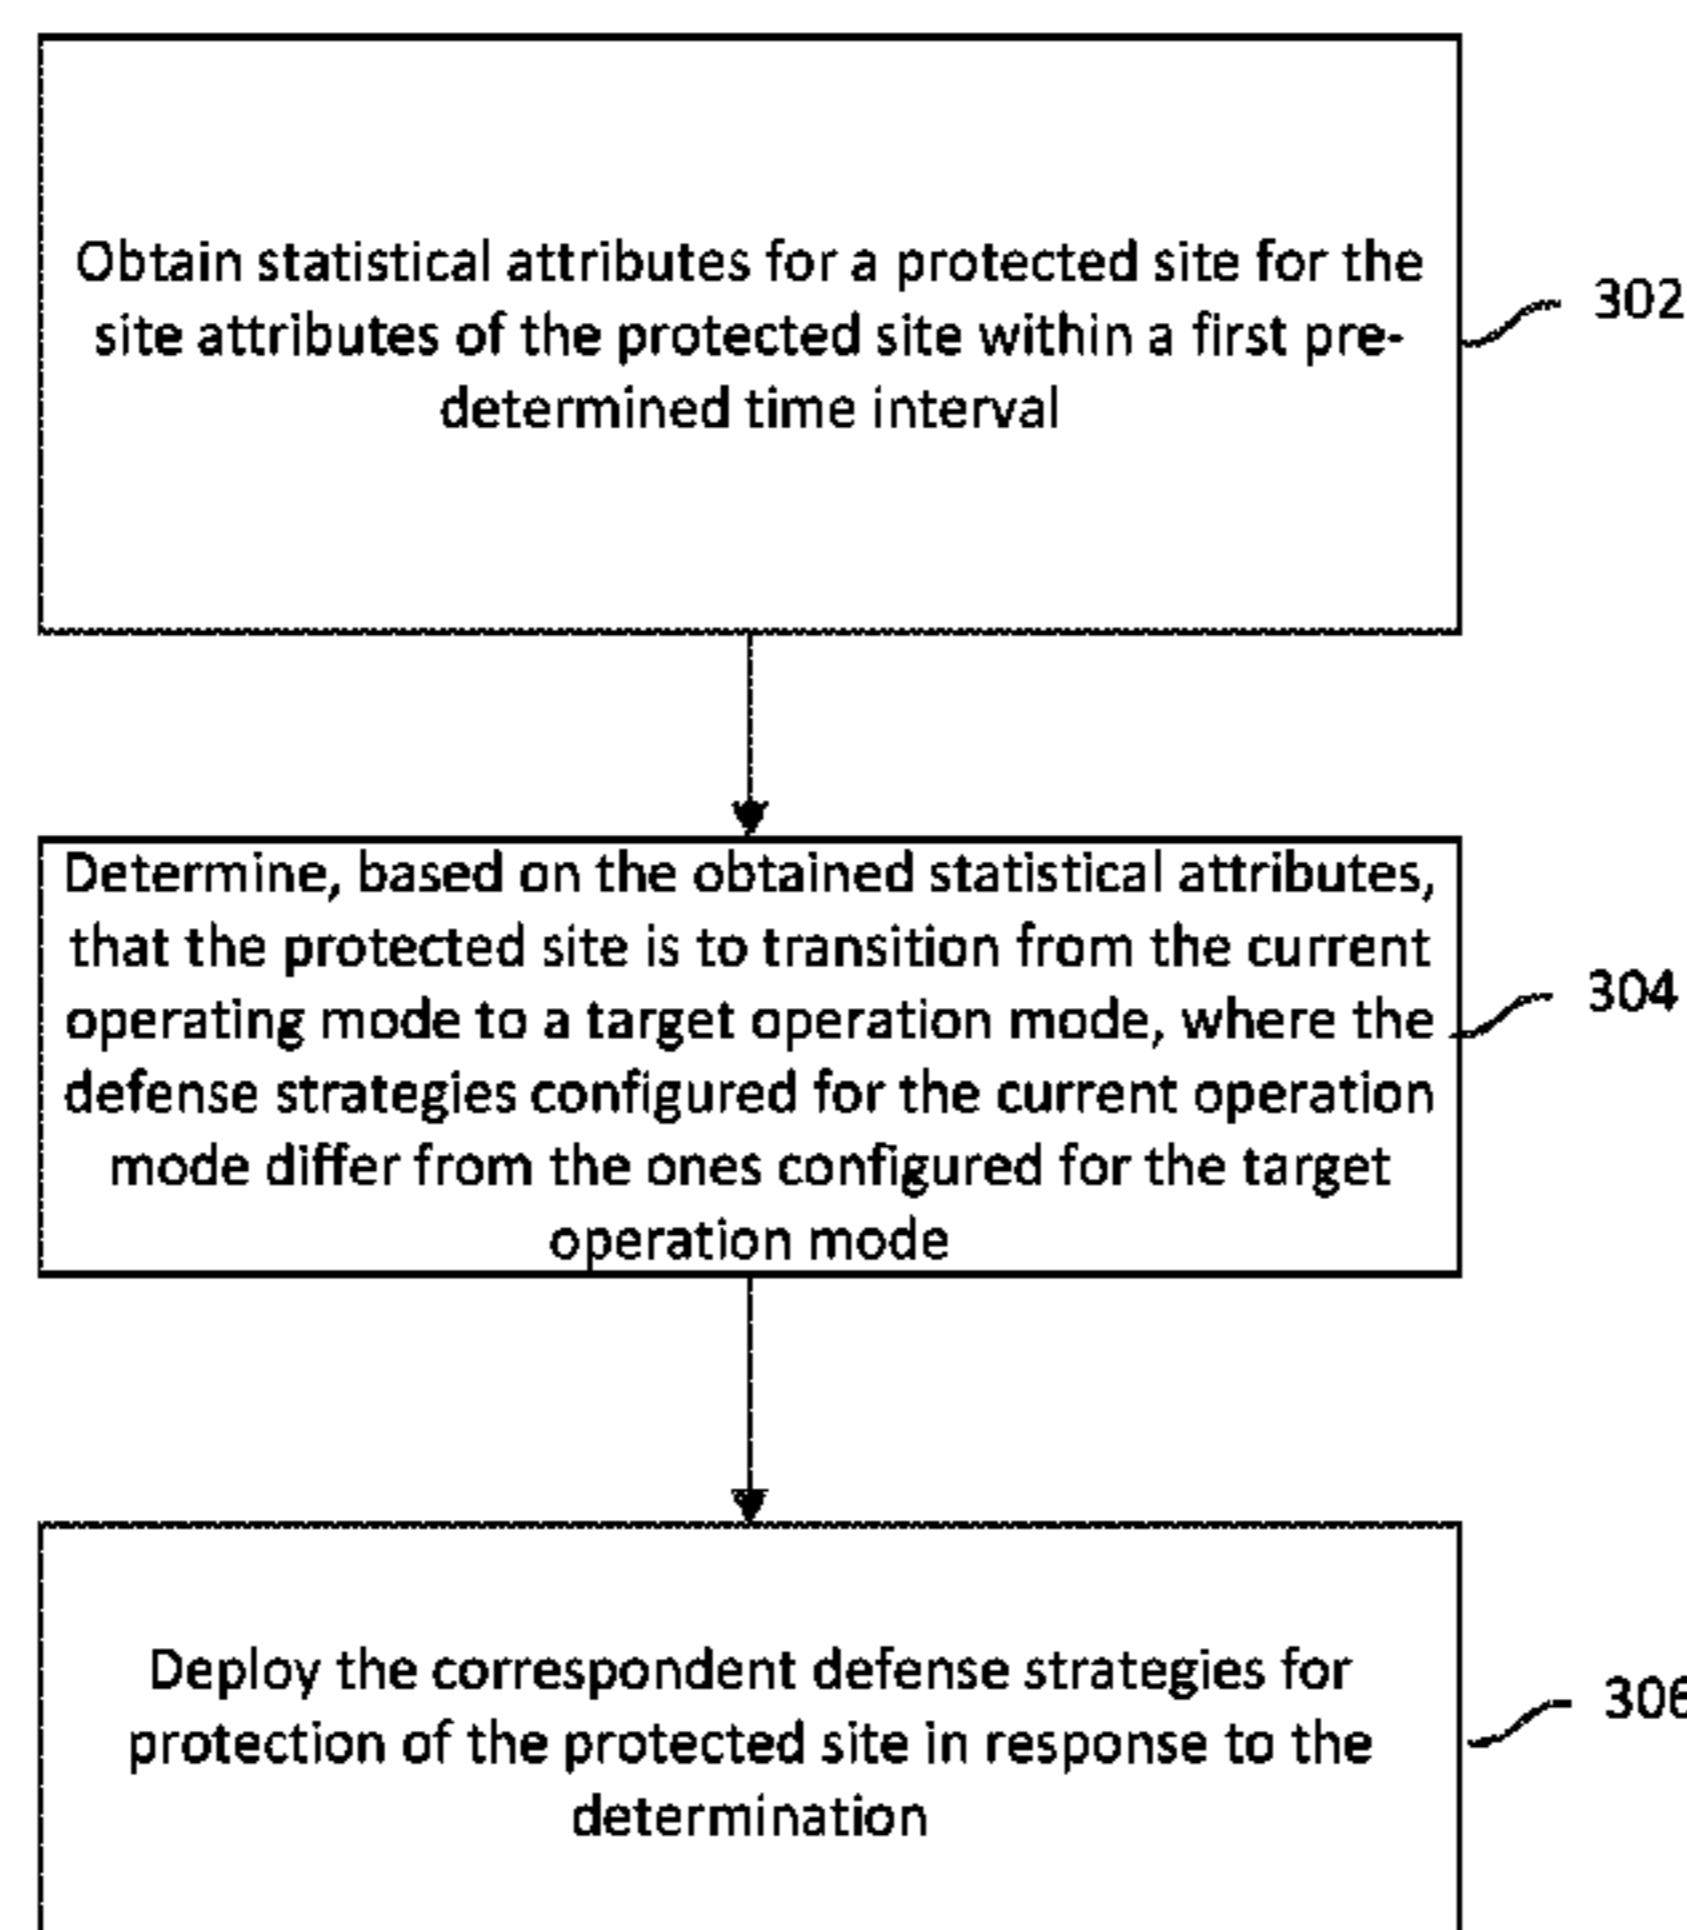 Obtain statistical attributes for a protected site for the
site attributes of the protected site within a first pre-
determined time interval
302
Determine, based on the obtained statistical attributes,
that the protected site is to transition from the current
operating mode to a target operation mode, where the
defense strategies configured for the current operation
mode differ from the ones configured for the target
operation mode
304
Deploy the correspondent defense strategies for
protection of the protected site in response to the
determination
306